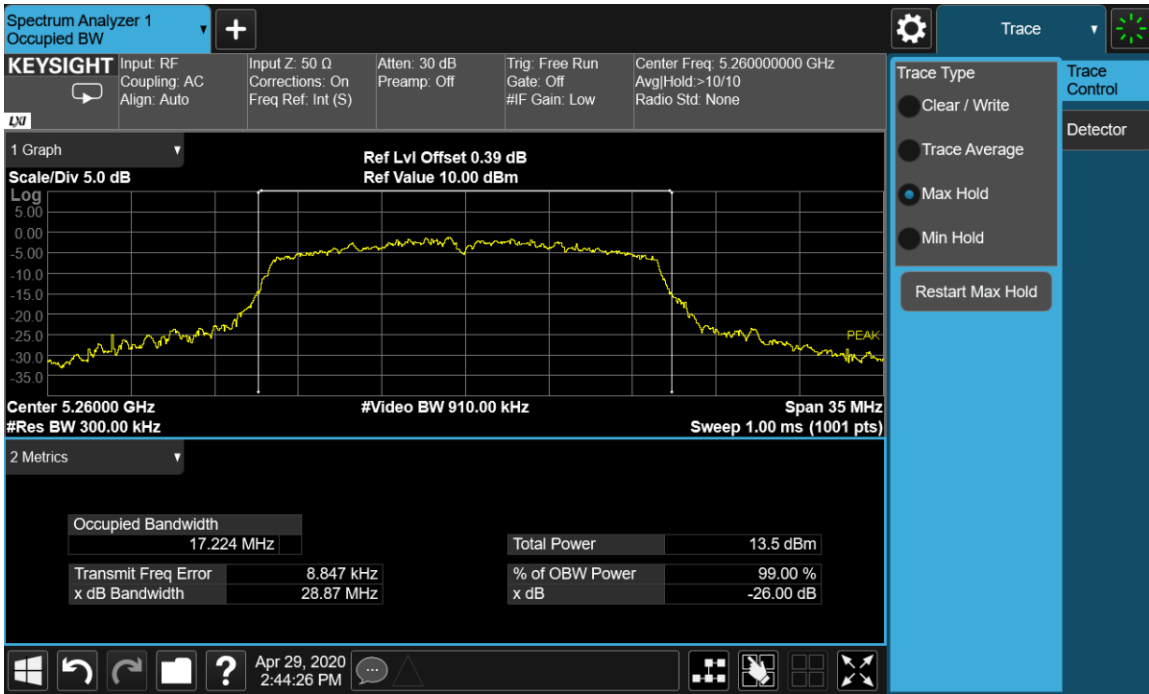 Spectrum Analyzer 1
Occupied BW
Trace
KEYSIGHT
LXI
Input: RF
Coupling: AC
Align: Auto
Input Z: 50 Ω
Corrections: On
Freq Ref: Int (S)
Atten: 30 dB
Preamp: Off
Trig: Free Run
Gate: Off
#IF Gain: Low
Center Freq: 5.260000000 GHz
Avg|Hold:>10/10
Radio Std: None
Trace Type
Clear / Write
Trace Average
Max Hold
Min Hold
Restart Max Hold
Trace
Control
Detector
1 Graph
Scale/Div 5.0 dB
Ref Lvl Offset 0.39 dB
Ref Value 10.00 dBm
Log
5.00
0.00
-5.00
-10.0
-15.0
-20.0
-25.0
-30.0
-35.0
PEAK
Center 5.26000 GHz
#Video BW 910.00 kHz
Span 35 MHz
#Res BW 300.00 kHz
Sweep 1.00 ms (1001 pts)
2 Metrics
Occupied Bandwidth
17.224 MHz
Total Power 13.5 dBm
Transmit Freq Error 8.847 kHz
% of OBW Power 99.00 %
x dB Bandwidth 28.87 MHz
x dB -26.00 dB
?
Apr 29, 2020
2:44:26 PM